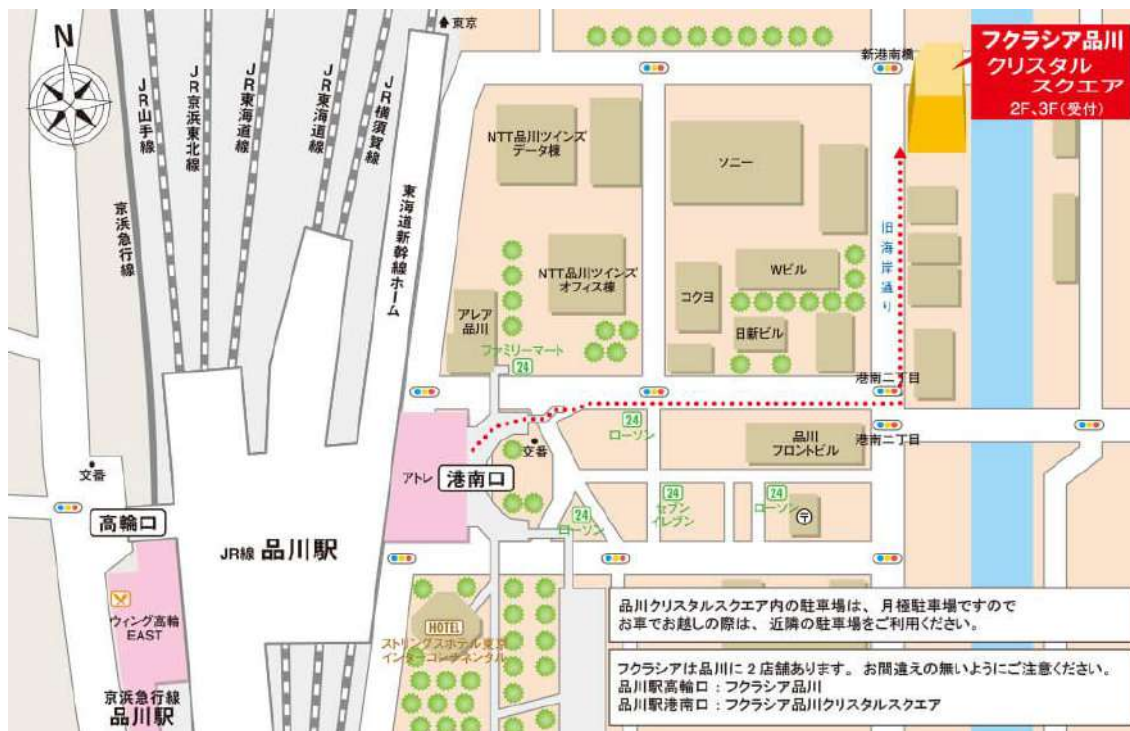 N
東京
新港南橋
フクラシア品川
クリスタル
スクエア
2F、3F(受付)
JR山手線
JR京浜東北線
JR東海道線
JR東海道線
JR横須賀線
東海道新幹線ホーム
京浜急行線
NTT品川ツインズ
データ棟
ソニー
旧海岸通り
NTT品川ツインズ
オフィス棟
Wビル
コクヨ
アレア
品川
日新ビル
ファミリーマート
24
港南二丁目
24
ローソン
交番
品川
フロントビル
港南二丁目
アトレ
港南口
交番
24
ローソン
24
セブン
イレブン
24
ローソン
〒
高輪口
JR線 品川駅
ウィング高輪
EAST
HOTEL
ストリングスホテル東京
インターコンチネンタル
京浜急行線
品川駅
品川クリスタルスクエア内の駐車場は、月極駐車場ですので
お車でお越しの際は、近隣の駐車場をご利用ください。
フクラシアは品川に2店舗あります。お間違えの無いようにご注意ください。
品川駅高輪口:フクラシア品川
品川駅港南口:フクラシア品川クリスタルスクエア